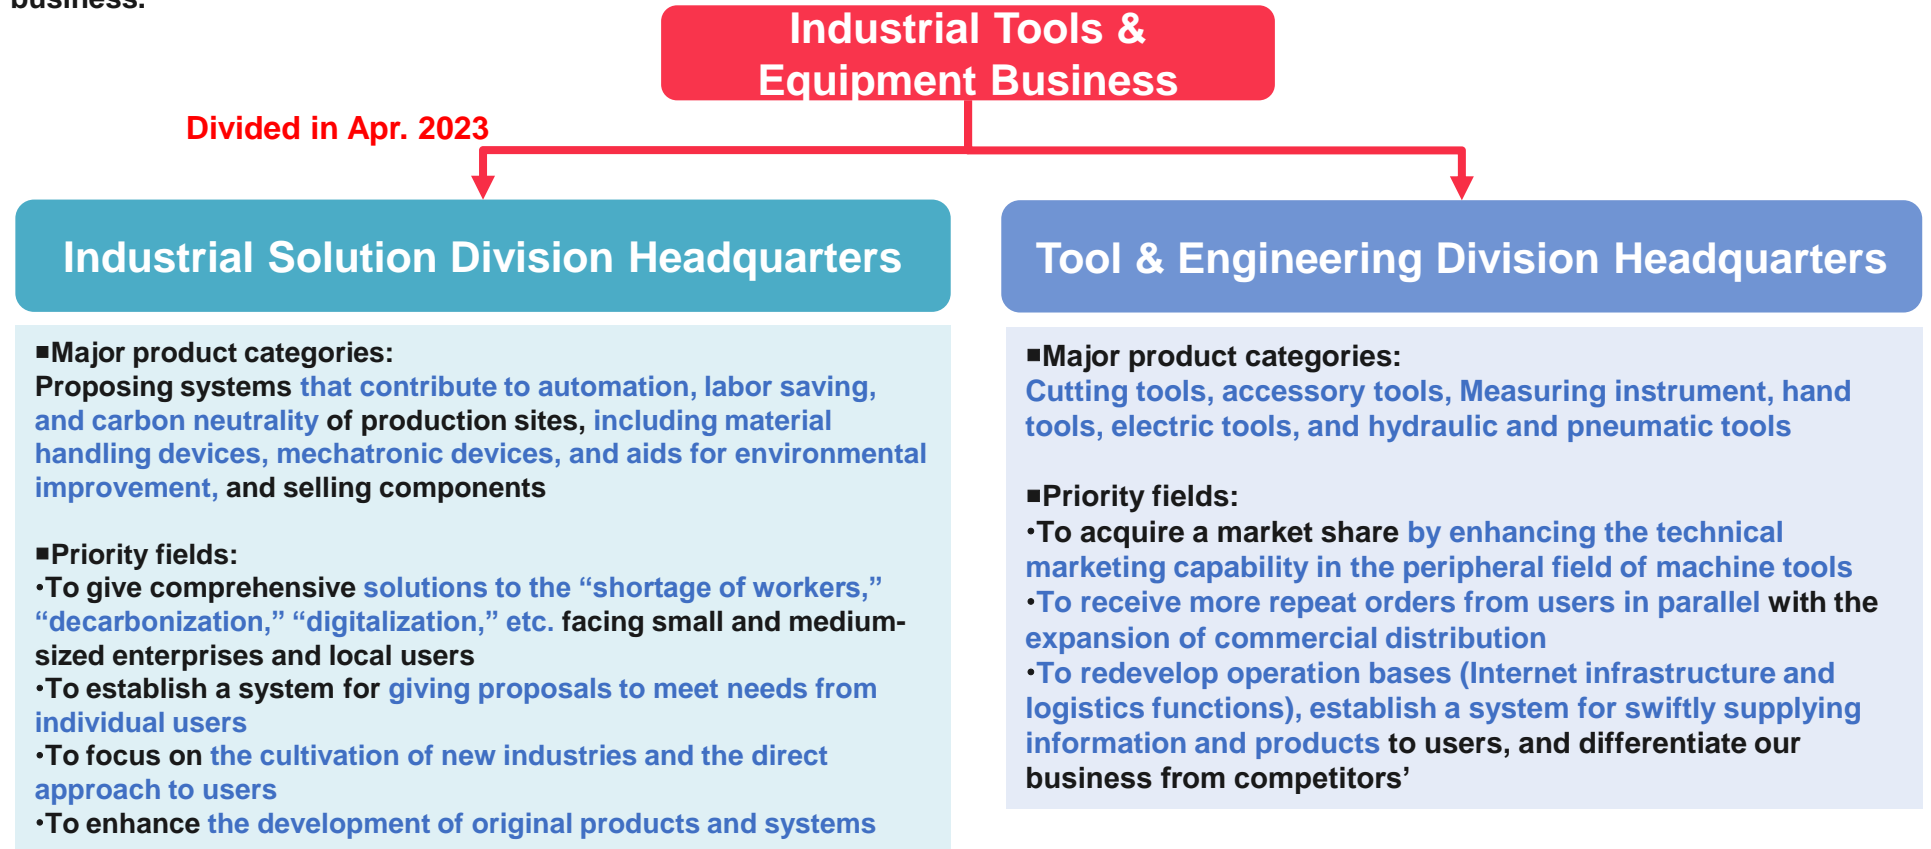 business.
Industrial Tools &
Equipment Business
Divided in Apr. 2023
Industrial Solution Division Headquarters
■Major product categories:
Proposing systems that contribute to automation, labor saving,
and carbon neutrality of production sites, including material
handling devices, mechatronic devices, and aids for environmental
improvement, and selling components
■Priority fields:
・To give comprehensive solutions to the “shortage of workers,”
“decarbonization,” “digitalization,” etc. facing small and medium-
sized enterprises and local users
・To establish a system for giving proposals to meet needs from
individual users
・To focus on the cultivation of new industries and the direct
approach to users
・To enhance the development of original products and systems
Tool & Engineering Division Headquarters
■Major product categories:
Cutting tools, accessory tools, Measuring instrument, hand
tools, electric tools, and hydraulic and pneumatic tools
■Priority fields:
・To acquire a market share by enhancing the technical
marketing capability in the peripheral field of machine tools
・To receive more repeat orders from users in parallel with the
expansion of commercial distribution
・To redevelop operation bases (Internet infrastructure and
logistics functions), establish a system for swiftly supplying
information and products to users, and differentiate our
business from competitors’